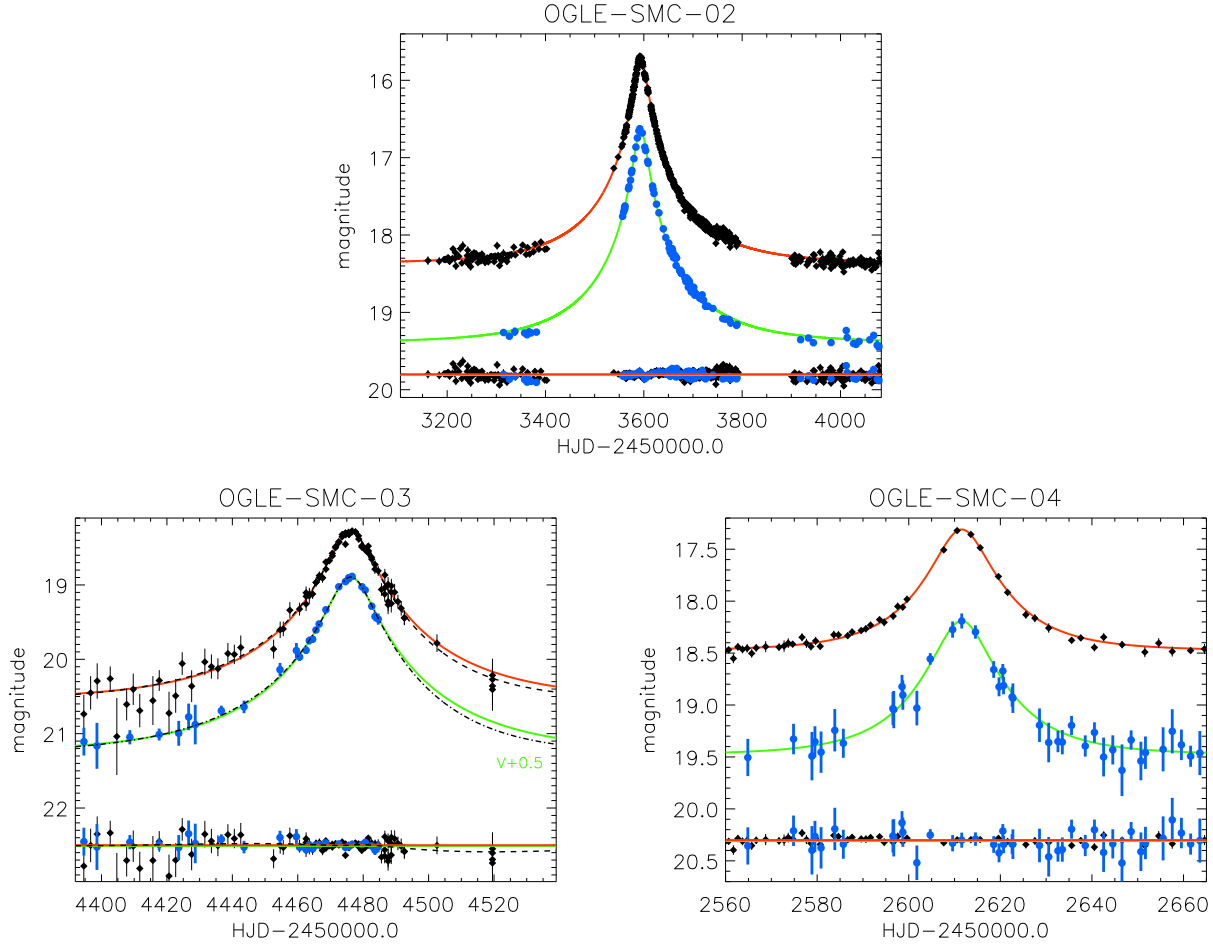 OGLE-SMC-02
16
17
18
19
20
magnitude
3200 3400 3600 3800 4000
HJD-2450000.0
OGLE-SMC-03
19
20
21
22
magnitude
V+0.5
4400 4420 4440 4460 4480 4500 4520
HJD-2450000.0
OGLE-SMC-04
17.5
18.0
18.5
19.0
19.5
20.0
20.5
magnitude
2560 2580 2600 2620 2640 2660
HJD-2450000.0